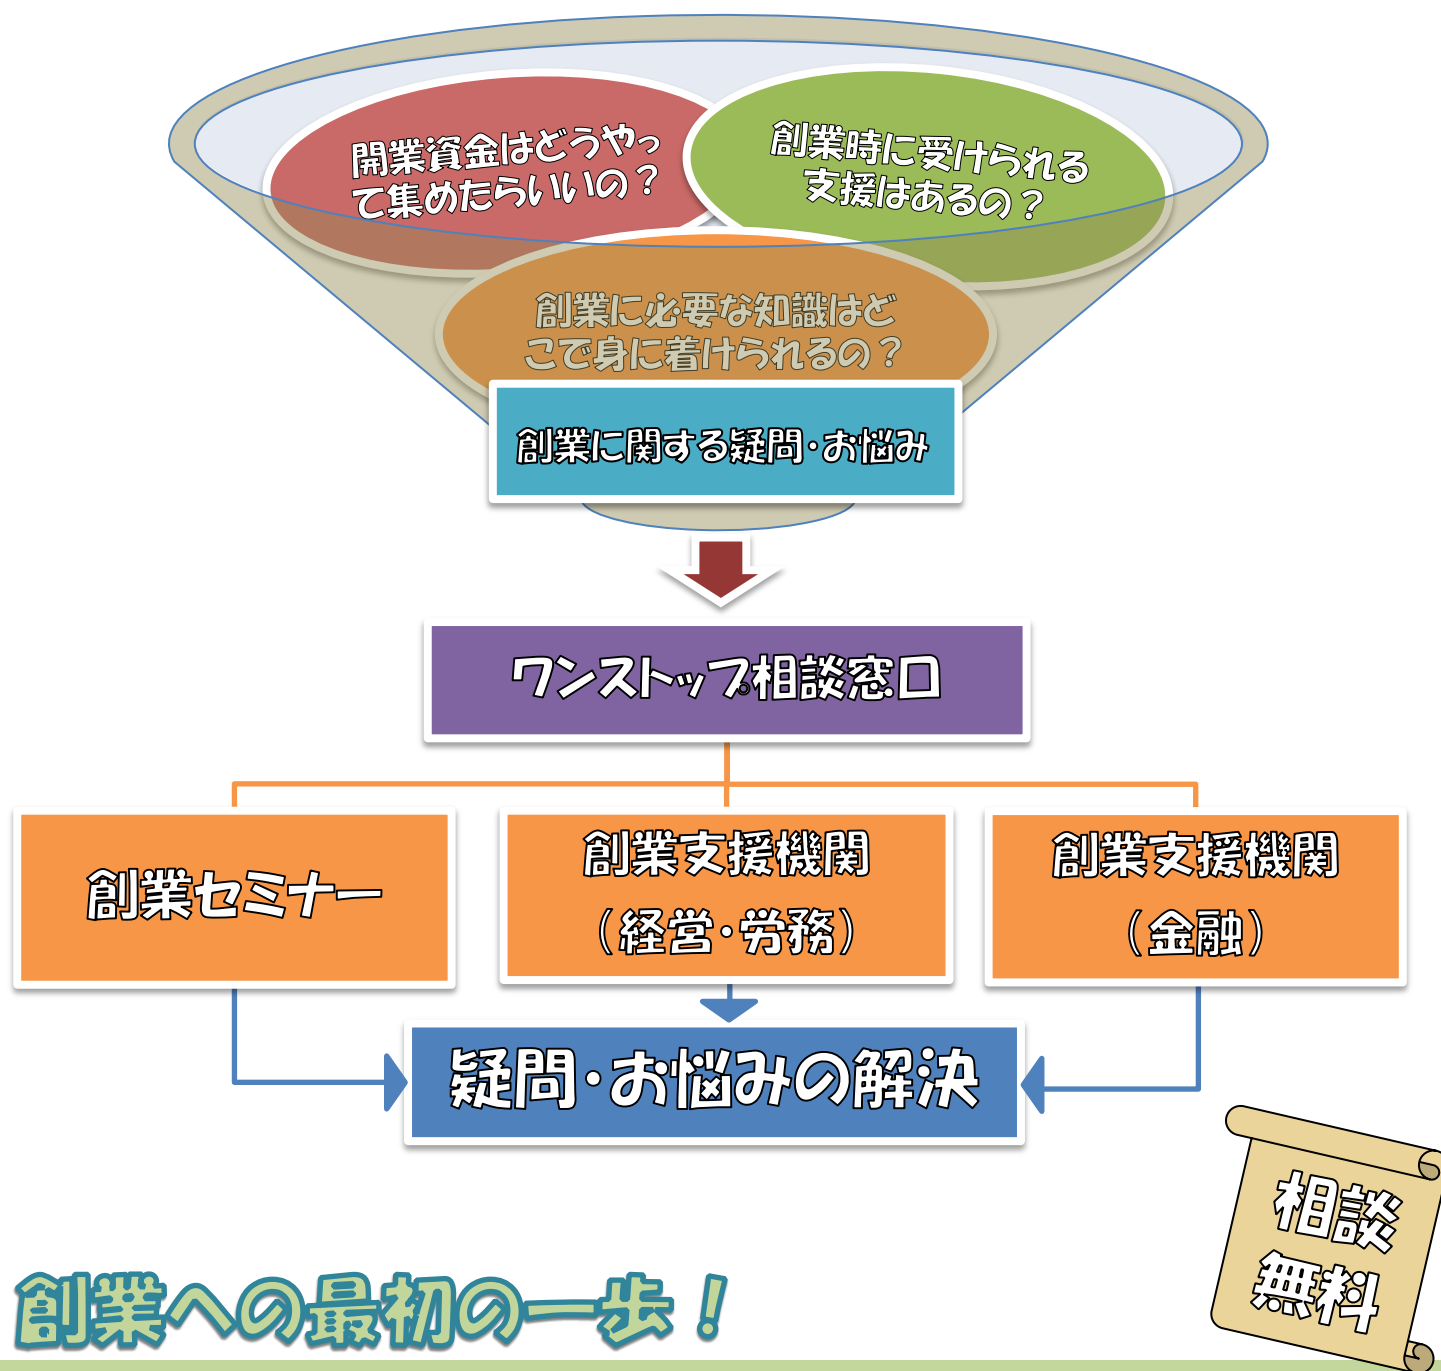 開業資金はどうやっ
て集めたらいいの？
創業時に受けられる
支援はあるの？
創業に必要な知識はど
こで身に着けられるの？
創業に関する疑問・お悩み
ワンストップ相談窓口
創業セミナー
創業支援機関
（経営・労務）
創業支援機関
（金融）
疑問・お悩みの解決
相談
無料
創業への最初の一歩！